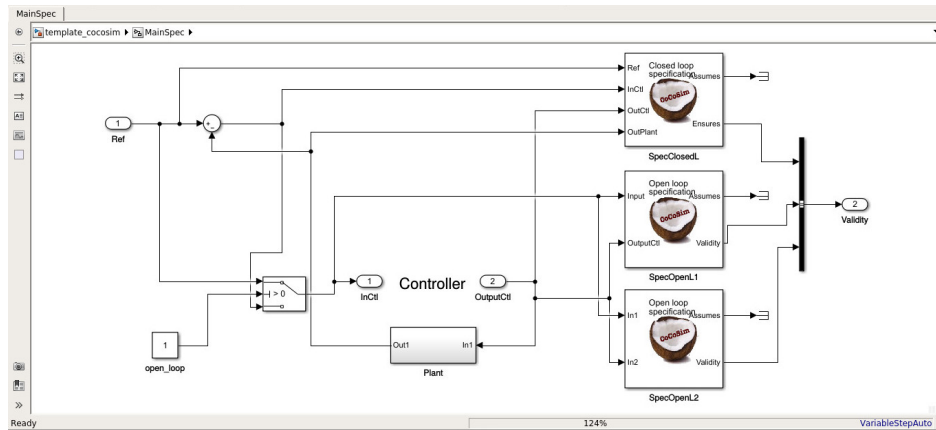 MainSpec
template_cocosim MainSpec
Closed loop
specification
Assumes
Ref
InCtl
OutCtl
OutPlant
Ensures
CoCoSim
SpecClosedL
1
Ref
+
-
Open loop
specification
Assumes
Input
OutputCtl
Validity
CoCoSim
SpecOpenL1
2
Validity
> 0
1
InCtl
Controller
2
OutputCtl
1
open_loop
Out1
In1
Plant
Open loop
specification
Assumes
In1
In2
Validity
CoCoSim
SpecOpenL2
Ready
124%
VariableStepAuto